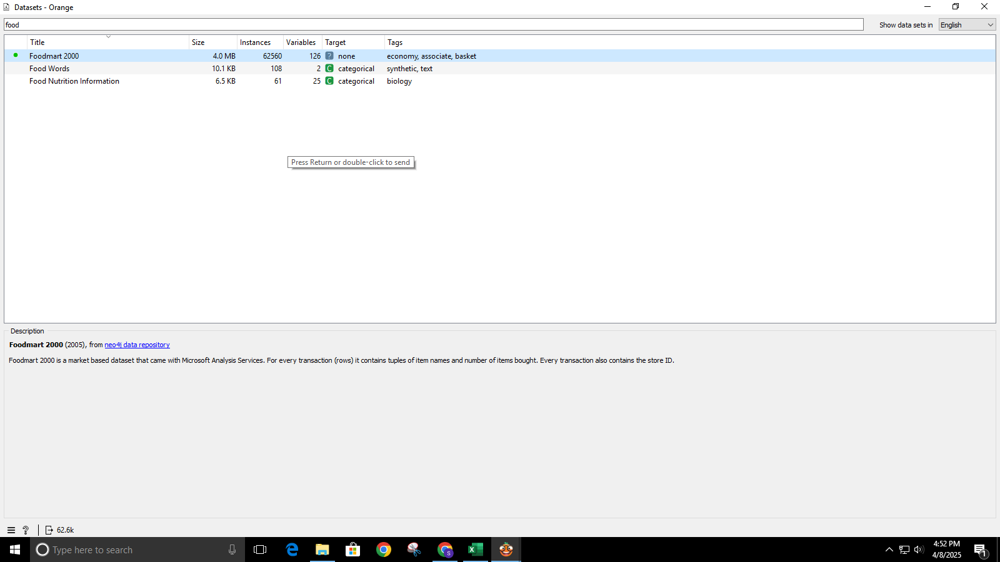 Datasets - Orange
food
Show data sets in English
Title Size Instances Variables Target Tags
Foodmart 2000 4.0 MB 62560 126 ? none economy, associate, basket
Food Words 10.1 KB 108 2 C categorical synthetic, text
Food Nutrition Information 6.5 KB 61 25 C categorical biology
Press Return or double-click to send
Description
Foodmart 2000 (2005), from neo4j data repository
Foodmart 2000 is a market based dataset that came with Microsoft Analysis Services. For every transaction (rows) it contains tuples of item names and number of items bought. Every transaction also contains the store ID.
? 62.6k
Type here to search
S
4:52 PM
4/8/2025
1